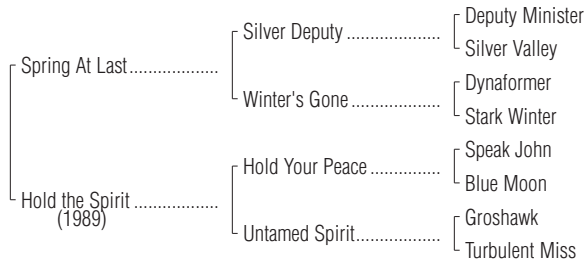 Deputy Minister
Silver Deputy ...................
Silver Valley
Spring At Last..................
Dynaformer
Winter's Gone ..................
Stark Winter
Speak John
Hold Your Peace ..............
Blue Moon
Hold the Spirit .................
(1989)
Groshawk
Untamed Spirit.................
Turbulent Miss